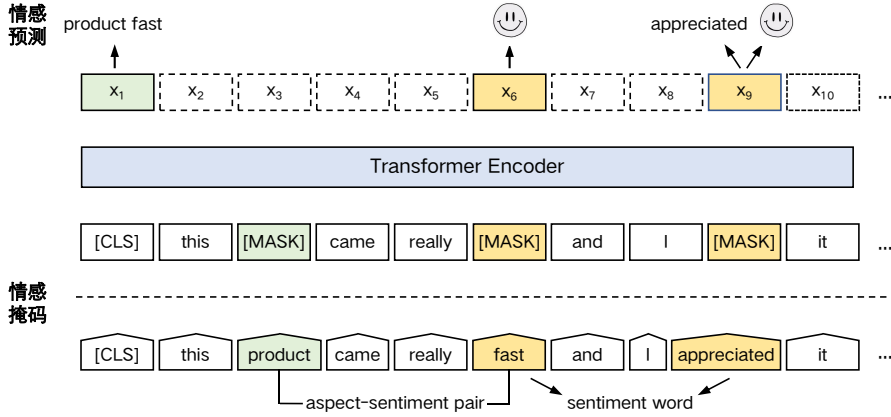 情感
预测
product fast
appreciated
x1 x2 x3 x4 x5 x6 x7 x8 x9 x10 ...
Transformer Encoder
[CLS] this [MASK] came really [MASK] and I [MASK] it ...
情感
掩码
[CLS] this product came really fast and I appreciated it ...
aspect-sentiment pair
sentiment word